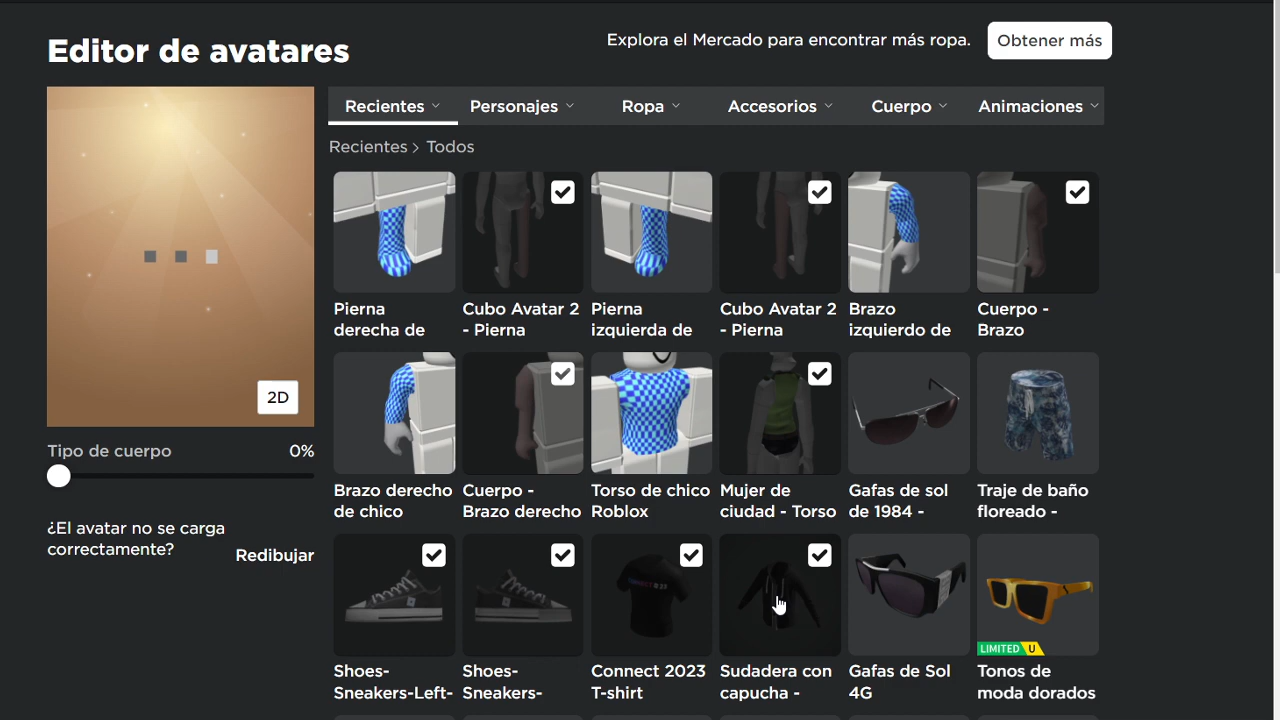 Editor de avatares
Explora el Mercado para encontrar más ropa.
Obtener más
Recientes
Personajes
Ropa
Accesorios
Cuerpo
Animaciones
Recientes > Todos
2D
Tipo de cuerpo
0%
¿El avatar no se carga
correctamente?
Redibujar
Pierna
derecha de
Cubo Avatar 2
- Pierna
Pierna
izquierda de
Cubo Avatar 2
- Pierna
Brazo
izquierdo de
Cuerpo -
Brazo
Brazo derecho
de chico
Cuerpo -
Brazo derecho
Torso de chico
Roblox
Mujer de
ciudad - Torso
Gafas de sol
de 1984 -
Traje de baño
floreado -
Shoes-
Sneakers-Left-
Shoes-
Sneakers-
Connect 2023
T-shirt
Sudadera con
capucha -
Gafas de Sol
4G
LIMITED U
Tonos de
moda dorados